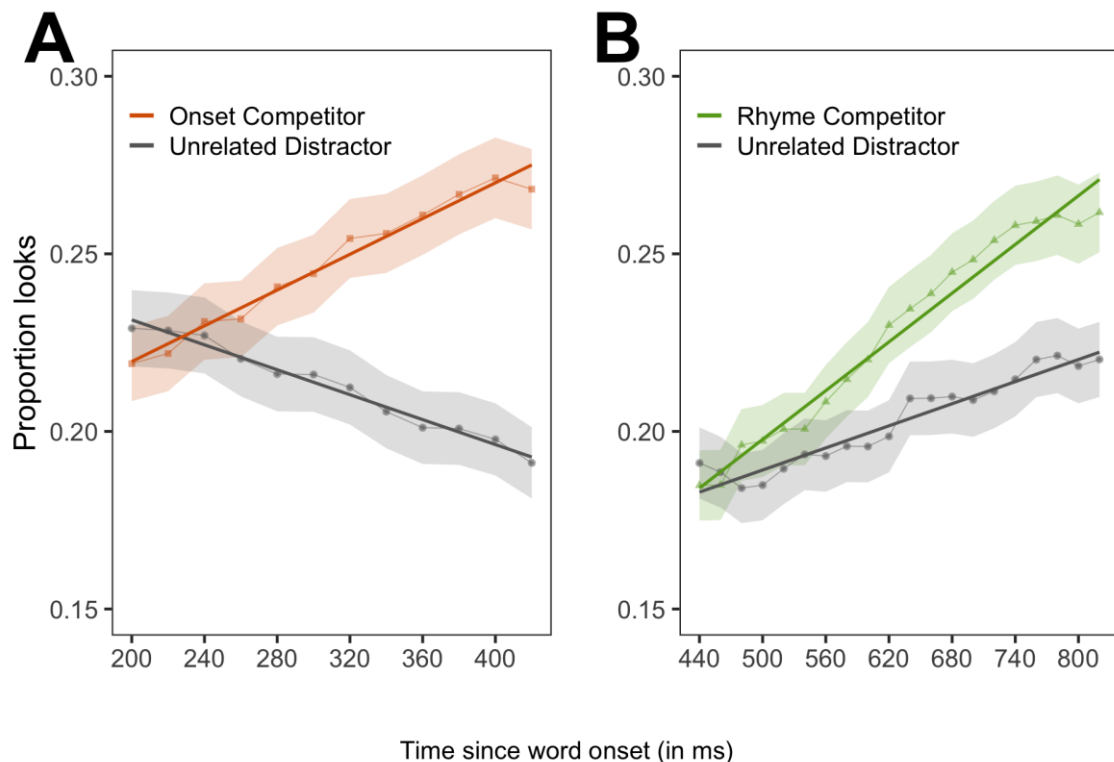 A
B
0.30
0.25
0.20
0.15
Proportion looks
Onset Competitor
Unrelated Distractor
200 240 280 320 360 400
0.30
0.25
0.20
0.15
Rhyme Competitor
Unrelated Distractor
440 500 560 620 680 740 800
Time since word onset (in ms)